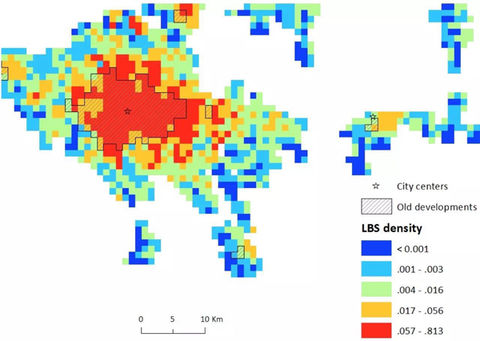 City centers
Old developments
LBS density
< 0.001
.001 - .003
.004 - .016
.017 - .056
.057 - .813
0 5 10 Km